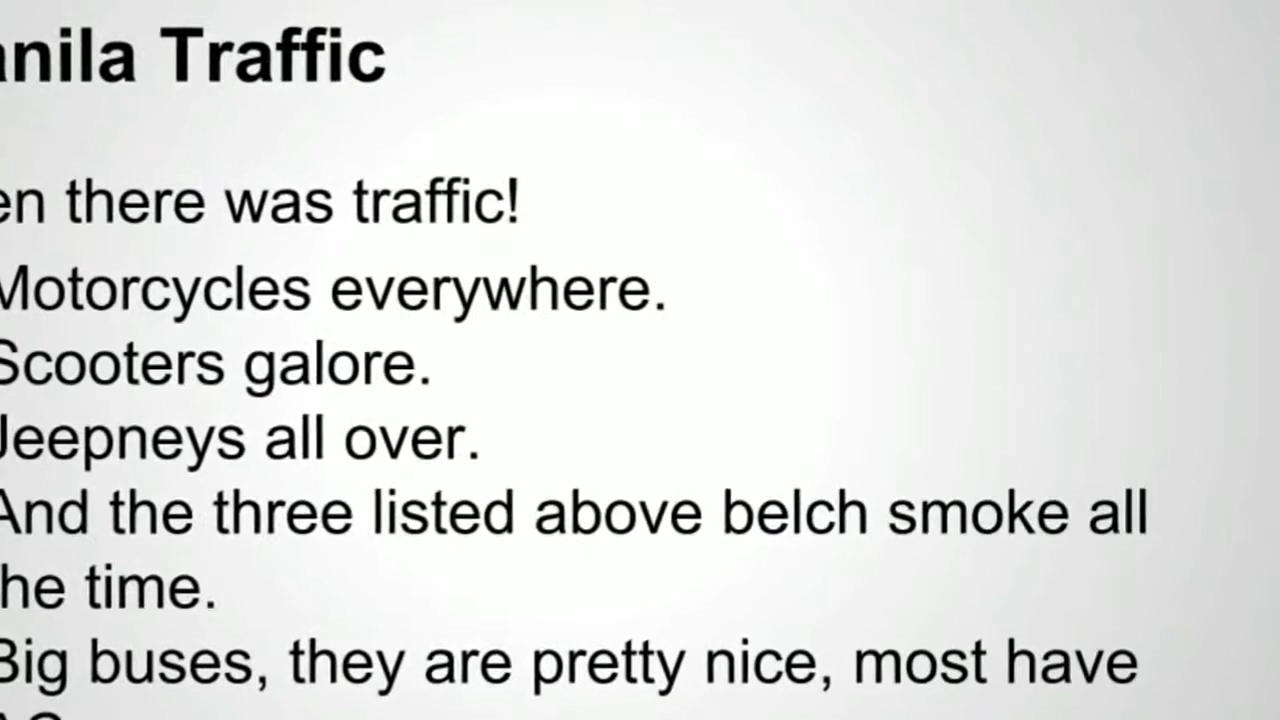 anila Traffic
en there was traffic!
Motorcycles everywhere.
Scooters galore.
Jeepneys all over.
And the three listed above belch smoke all
he time.
Big buses, they are pretty nice, most have